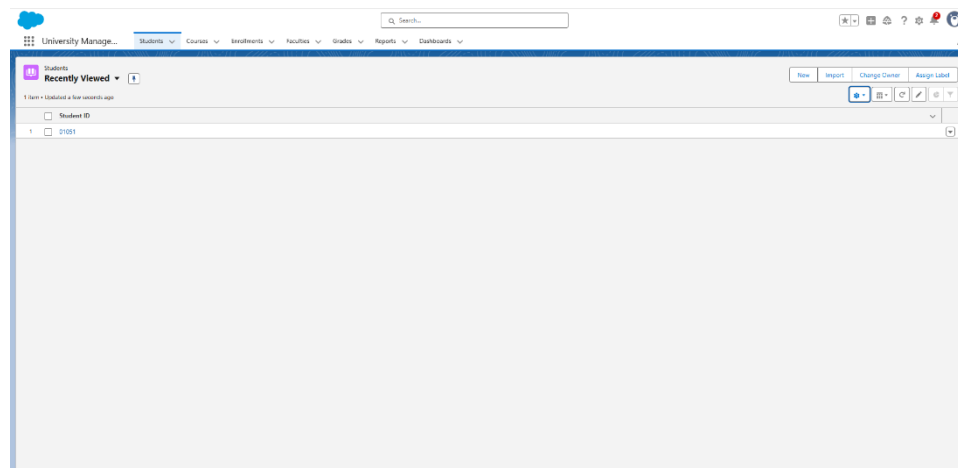 Search...
University Manage... Students Courses Enrollments Faculties Grades Reports Dashboards
Students
Recently Viewed
New Import Change Owner Assign Label
1 item • Updated a few seconds ago
Student ID
1 01051